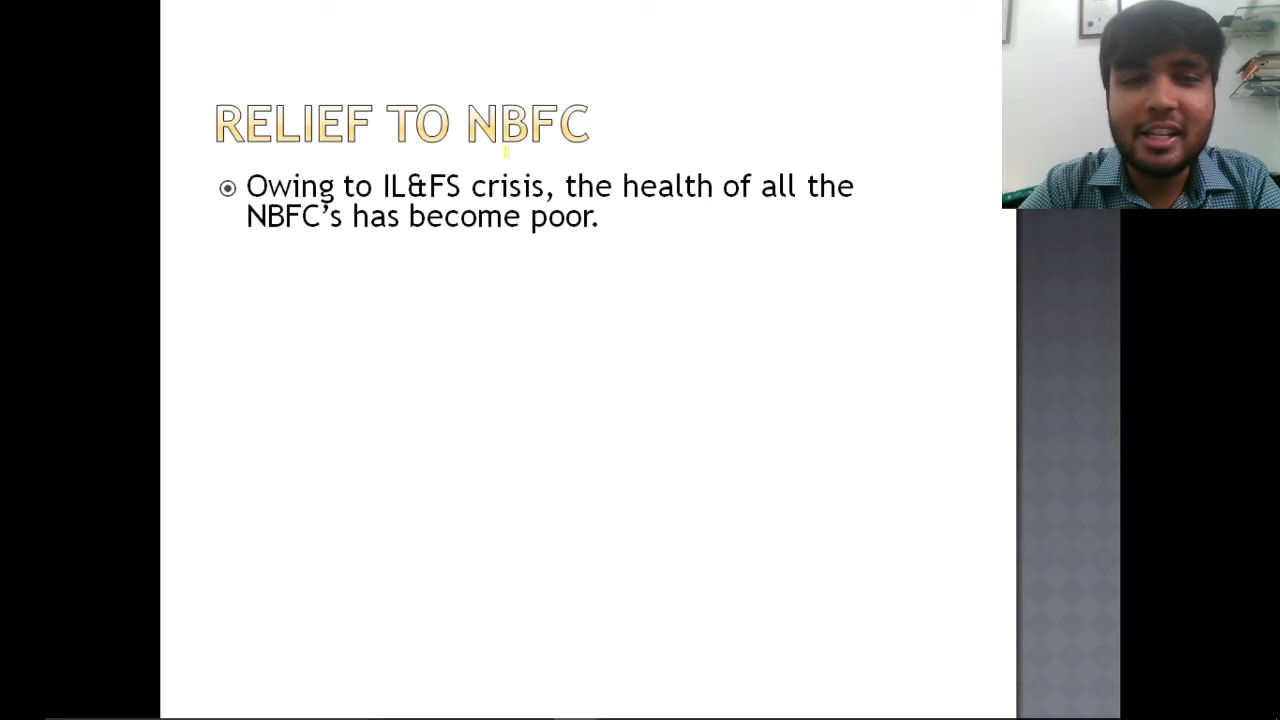 RELIEF TO NBFC
Owing to IL&FS crisis, the health of all the
NBFC’s has become poor.